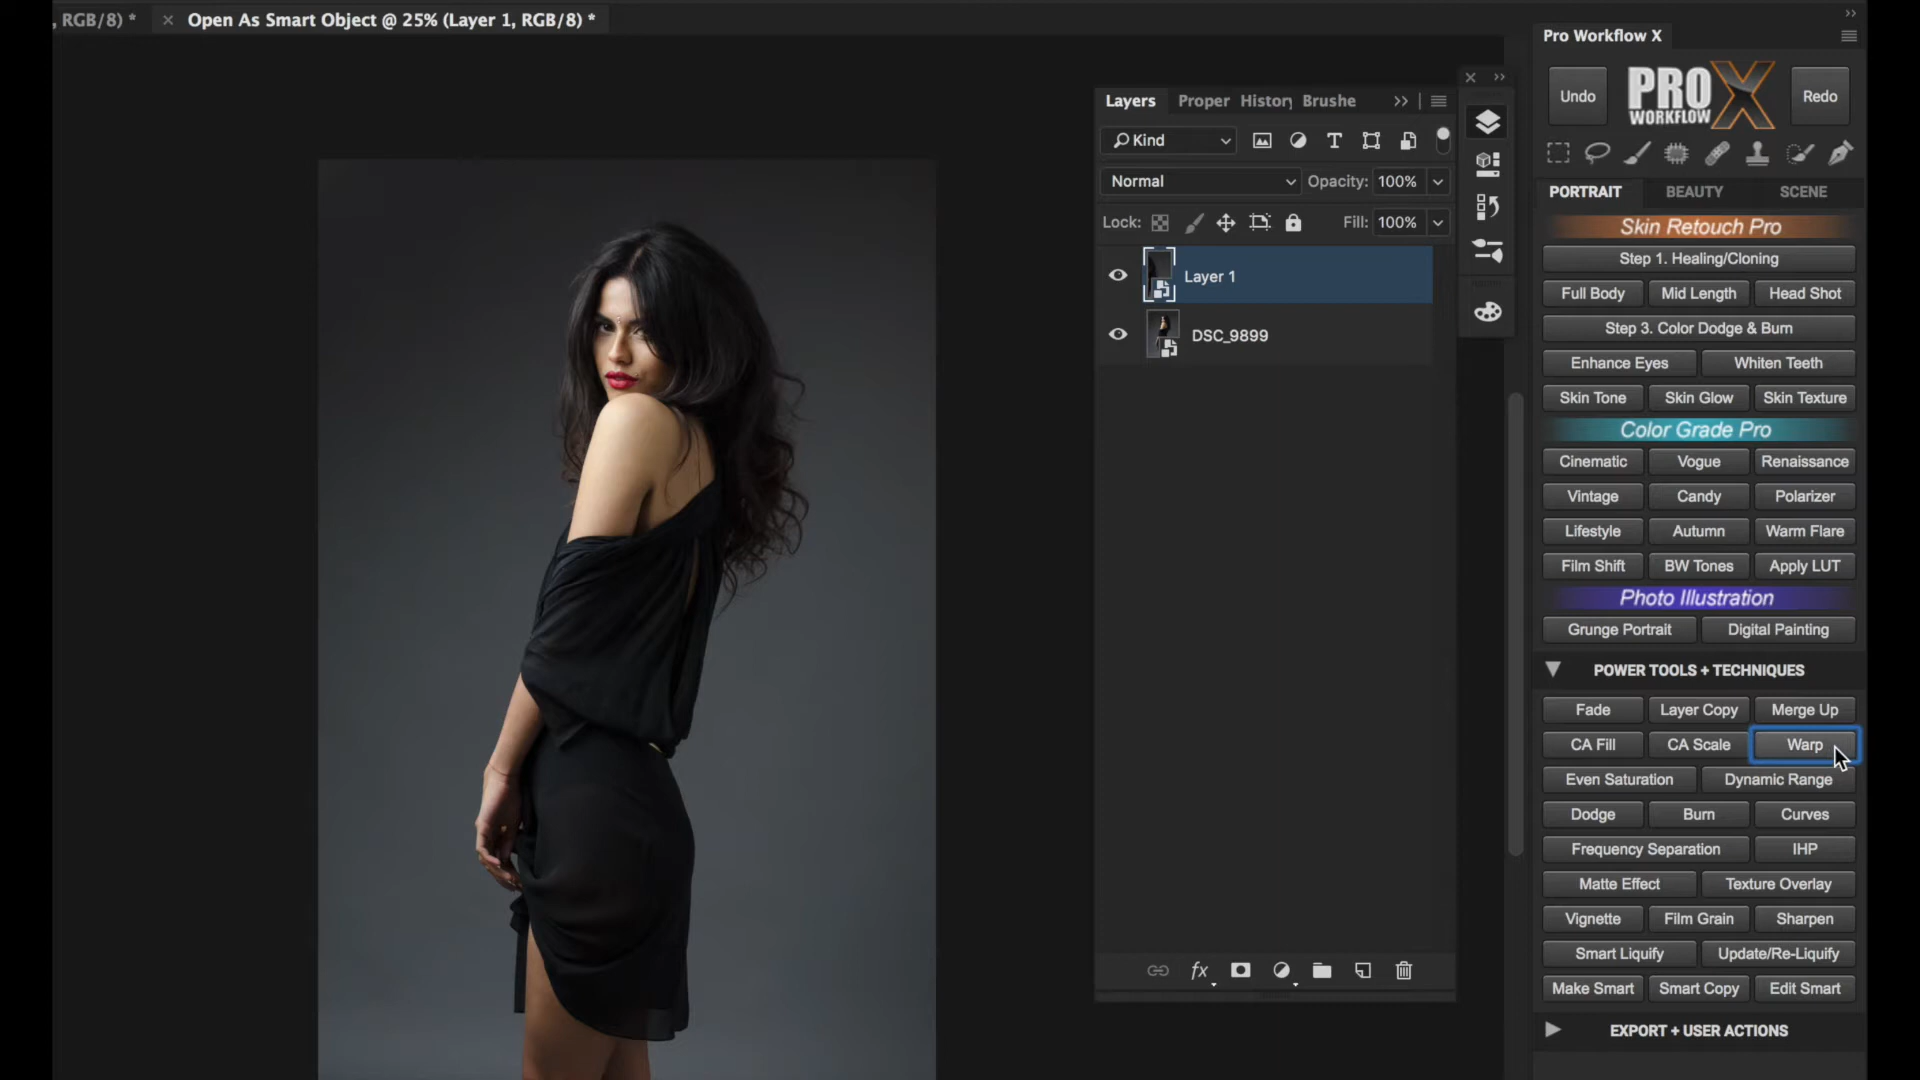 , RGB/8) *
Open As Smart Object @ 25% (Layer 1, RGB/8) *
Pro Workflow X
Undo
PRO X
WORKFLOW
Redo
Layers
Proper
History
Brushe
Kind
Normal
Opacity: 100%
Lock:
Fill: 100%
Layer 1
DSC_9899
fx
PORTRAIT
BEAUTY
SCENE
Skin Retouch Pro
Step 1. Healing/Cloning
Full Body
Mid Length
Head Shot
Step 3. Color Dodge & Burn
Enhance Eyes
Whiten Teeth
Skin Tone
Skin Glow
Skin Texture
Color Grade Pro
Cinematic
Vogue
Renaissance
Vintage
Candy
Polarizer
Lifestyle
Autumn
Warm Flare
Film Shift
BW Tones
Apply LUT
Photo Illustration
Grunge Portrait
Digital Painting
POWER TOOLS + TECHNIQUES
Fade
Layer Copy
Merge Up
CA Fill
CA Scale
Warp
Even Saturation
Dynamic Range
Dodge
Burn
Curves
Frequency Separation
IHP
Matte Effect
Texture Overlay
Vignette
Film Grain
Sharpen
Smart Liquify
Update/Re-Liquify
Make Smart
Smart Copy
Edit Smart
EXPORT + USER ACTIONS